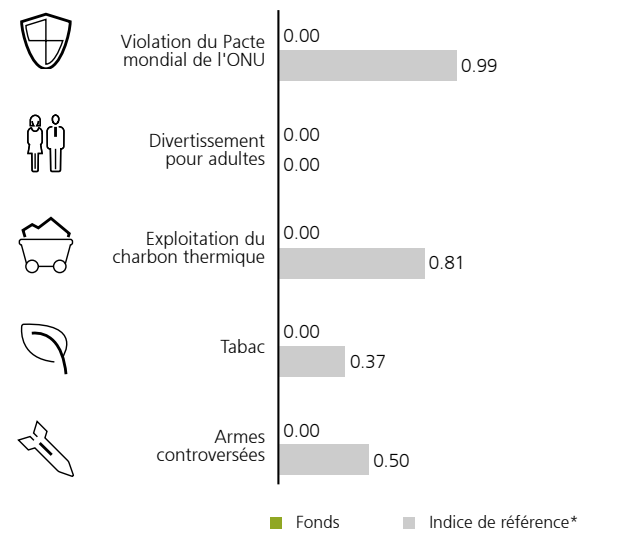 Violation du Pacte
mondial de l'ONU
0.00
0.99
Divertissement
pour adultes
0.00
0.00
Exploitation du
charbon thermique
0.00
0.81
Tabac
0.00
0.37
Armes
controversées
0.00
0.50
Fonds
Indice de référence*